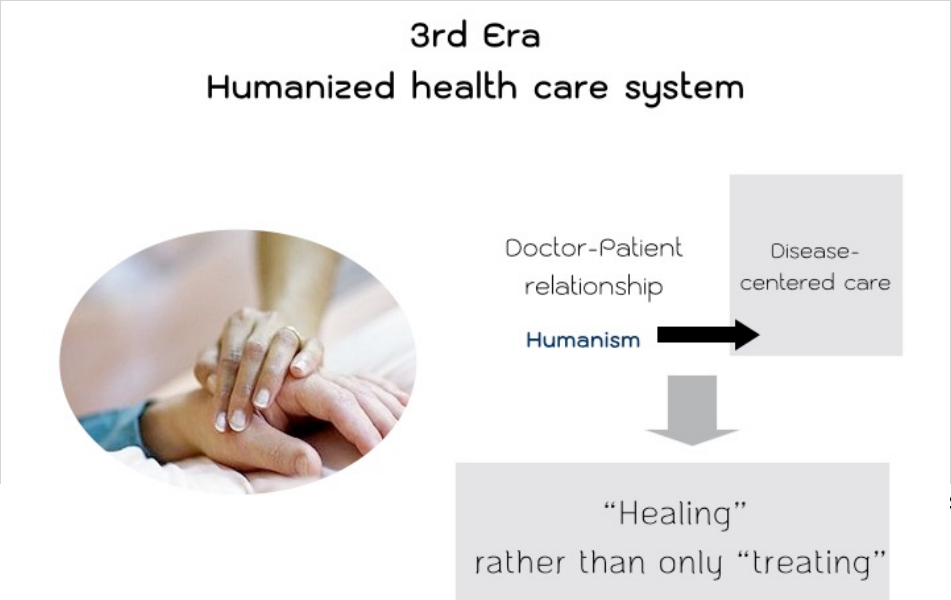 3rd Era
Humanized health care system
Doctor-Patient
relationship
Humanism
Disease-
centered care
“Healing”
rather than only “treating”